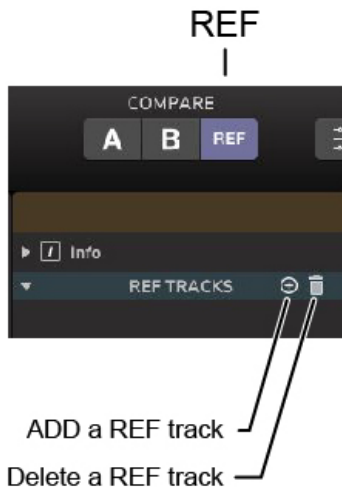 REF
COMPARE
A B REF
I Info
REF TRACKS
ADD a REF track
Delete a REF track